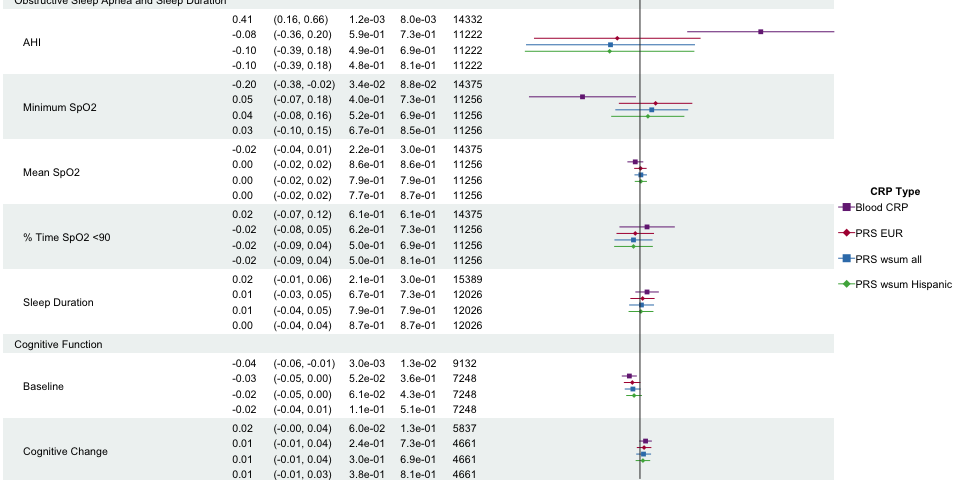 Obstructive Sleep Apnea and Sleep Duration
0.41 (0.16, 0.66) 1.2e-03 8.0e-03 14332
-0.08 (-0.36, 0.20) 5.9e-01 7.3e-01 11222
AHI
-0.10 (-0.39, 0.18) 4.9e-01 6.9e-01 11222
-0.10 (-0.39, 0.18) 4.8e-01 8.1e-01 11222
-0.20 (-0.38, -0.02) 3.4e-02 8.8e-02 14375
0.05 (-0.07, 0.18) 4.0e-01 7.3e-01 11256
Minimum SpO2
0.04 (-0.08, 0.16) 5.2e-01 6.9e-01 11256
0.03 (-0.10, 0.15) 6.7e-01 8.5e-01 11256
-0.02 (-0.04, 0.01) 2.2e-01 3.0e-01 14375
0.00 (-0.02, 0.02) 8.6e-01 8.6e-01 11256
Mean SpO2
0.00 (-0.02, 0.02) 7.9e-01 7.9e-01 11256
0.00 (-0.02, 0.02) 7.7e-01 8.7e-01 11256
0.02 (-0.07, 0.12) 6.1e-01 6.1e-01 14375
-0.02 (-0.08, 0.05) 6.2e-01 7.3e-01 11256
% Time SpO2 <90
-0.02 (-0.09, 0.04) 5.0e-01 6.9e-01 11256
-0.02 (-0.09, 0.04) 5.0e-01 8.1e-01 11256
0.02 (-0.01, 0.06) 2.1e-01 3.0e-01 15389
0.01 (-0.03, 0.05) 6.7e-01 7.3e-01 12026
Sleep Duration
0.01 (-0.04, 0.05) 7.9e-01 7.9e-01 12026
0.00 (-0.04, 0.04) 8.7e-01 8.7e-01 12026
Cognitive Function
-0.04 (-0.06, -0.01) 3.0e-03 1.3e-02 9132
-0.03 (-0.05, 0.00) 5.2e-02 3.6e-01 7248
Baseline
-0.02 (-0.05, 0.00) 6.1e-02 4.3e-01 7248
-0.02 (-0.04, 0.01) 1.1e-01 5.1e-01 7248
0.02 (-0.00, 0.04) 6.0e-02 1.3e-01 5837
0.01 (-0.01, 0.04) 2.4e-01 7.3e-01 4661
Cognitive Change
0.01 (-0.01, 0.04) 3.0e-01 6.9e-01 4661
0.01 (-0.01, 0.03) 3.8e-01 8.1e-01 4661
CRP Type
Blood CRP
PRS EUR
PRS wsum all
PRS wsum Hispanic